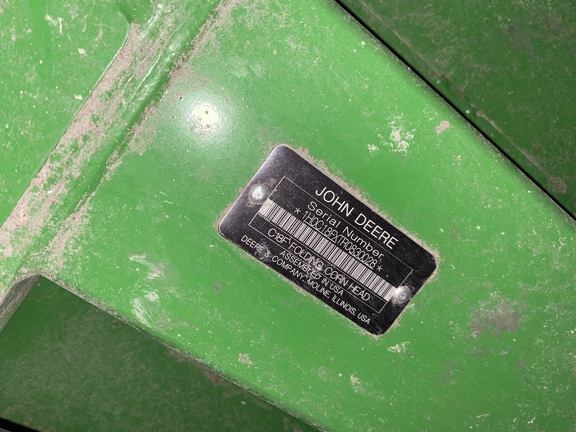 JOHN DEERE
Serial Number
C18F FOLDING CORN HEAD
ASSEMBLED IN USA
DEERE & COMPANY, MOLINE, ILLINOIS, USA